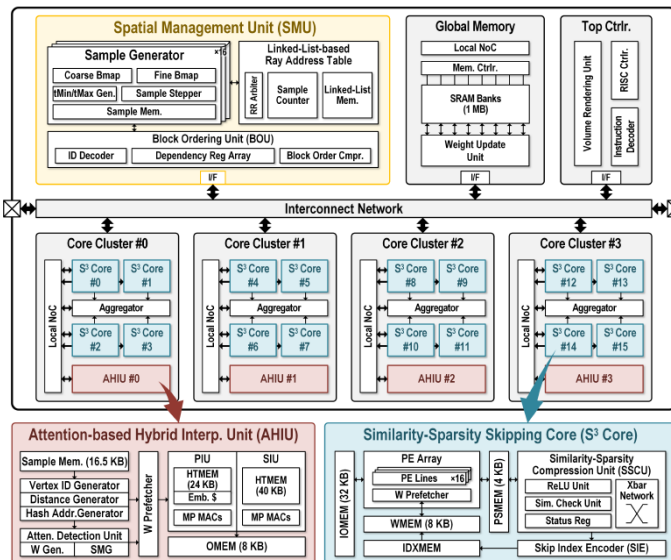 Spatial Management Unit (SMU)
Sample Generator
×16
Coarse Bmap
Fine Bmap
tMin/tMax Gen.
Sample Stepper
Sample Mem.
Linked-List-based
Ray Address Table
RR Arbiter
Sample
Counter
Linked-List
Mem.
Block Ordering Unit (BOU)
ID Decoder
Dependency Reg Array
Block Order Cmpr.
I/F
Global Memory
Local NoC
Mem. Ctrlr.
SRAM Banks
(1 MB)
Weight Update
Unit
I/F
Top Ctrlr.
Volume Rendering Unit
RISC Ctrlr.
Instruction
Decoder
I/F
Interconnect Network
Core Cluster #0
Local NoC
S³ Core
#0
S³ Core
#1
Aggregator
S³ Core
#2
S³ Core
#3
AHIU #0
Core Cluster #1
Local NoC
S³ Core
#4
S³ Core
#5
Aggregator
S³ Core
#6
S³ Core
#7
AHIU #1
Core Cluster #2
Local NoC
S³ Core
#8
S³ Core
#9
Aggregator
S³ Core
#10
S³ Core
#11
AHIU #2
Core Cluster #3
Local NoC
S³ Core
#12
S³ Core
#13
Aggregator
S³ Core
#14
S³ Core
#15
AHIU #3
Attention-based Hybrid Interp. Unit (AHIU)
Sample Mem. (16.5 KB)
Vertex ID Generator
Distance Generator
Hash Addr.Generator
Atten. Detection Unit
W Gen.
SMG
W Prefetcher
PIU
HTMEM
(24 KB)
Emb. $
MP MACs
SIU
HTMEM
(40 KB)
MP MACs
OMEM (8 KB)
Similarity-Sparsity Skipping Core (S³ Core)
IOMEM (32 KB)
PE Array
PE Lines
×16
W Prefetcher
WMEM (8 KB)
IDXMEM
PSMEM (4 KB)
Similarity-Sparsity
Compression Unit (SSCU)
ReLU Unit
Sim. Check Unit
Status Reg
Xbar
Network
Skip Index Encoder (SIE)